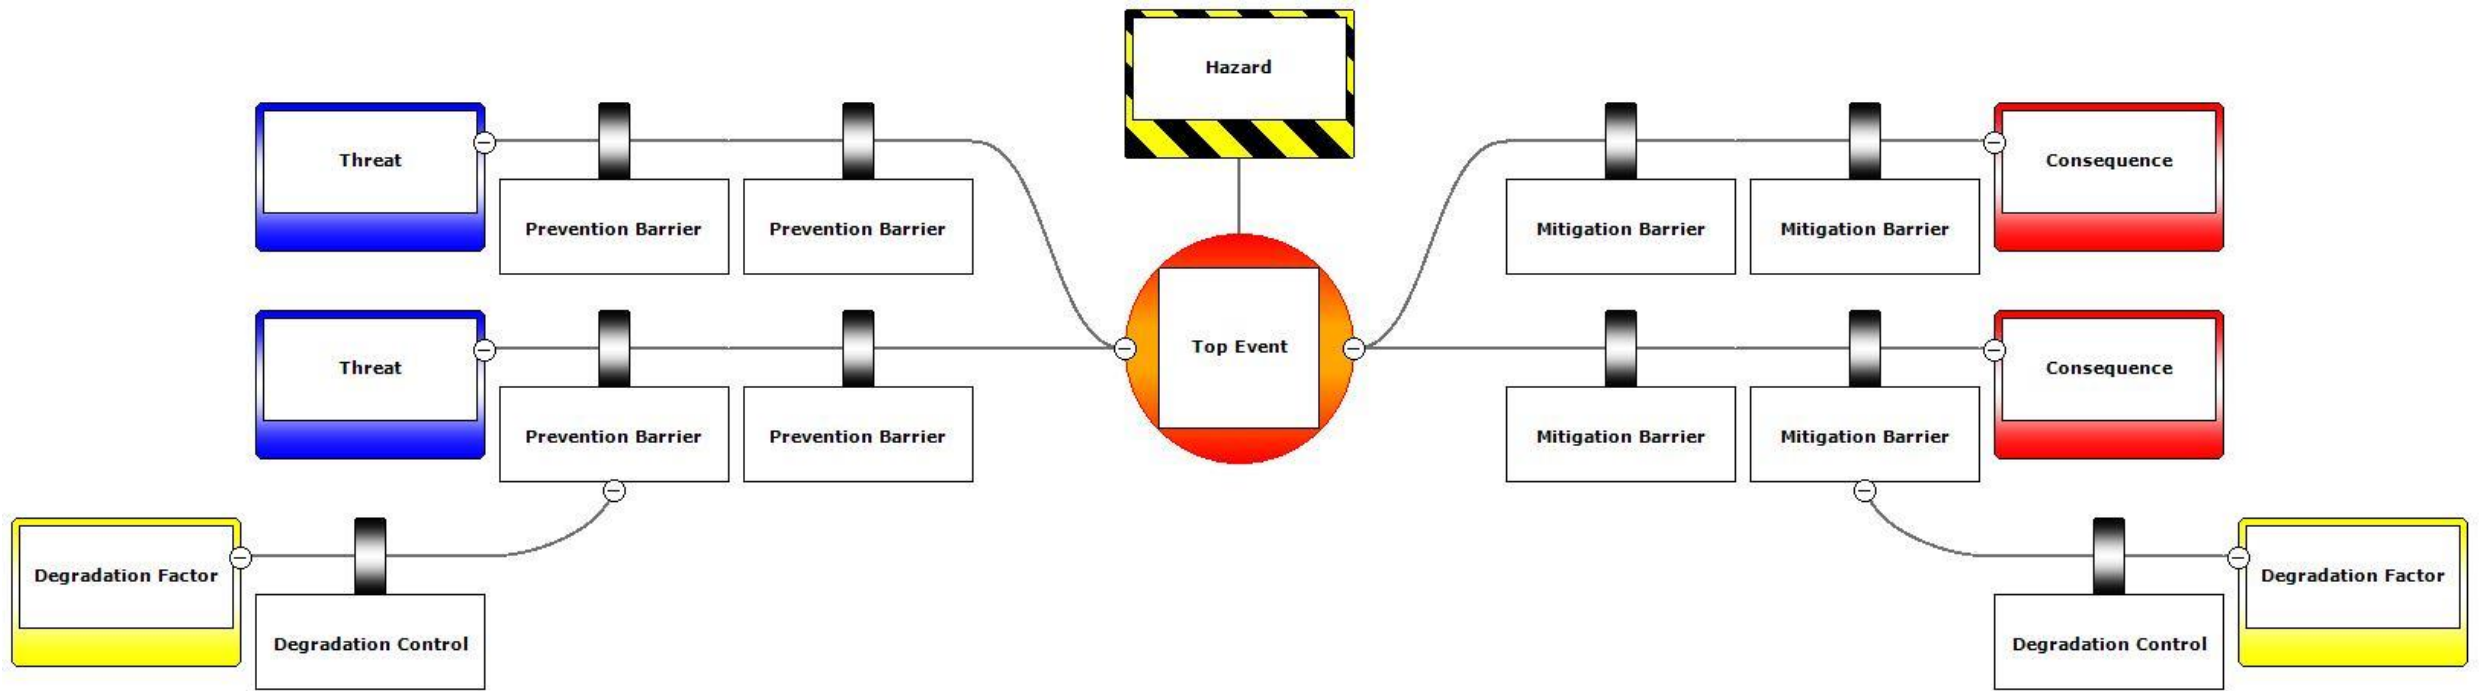 Hazard
Threat
Consequence
Prevention Barrier
Prevention Barrier
Mitigation Barrier
Mitigation Barrier
Top Event
Threat
Consequence
Prevention Barrier
Prevention Barrier
Mitigation Barrier
Mitigation Barrier
Degradation Factor
Degradation Factor
Degradation Control
Degradation Control